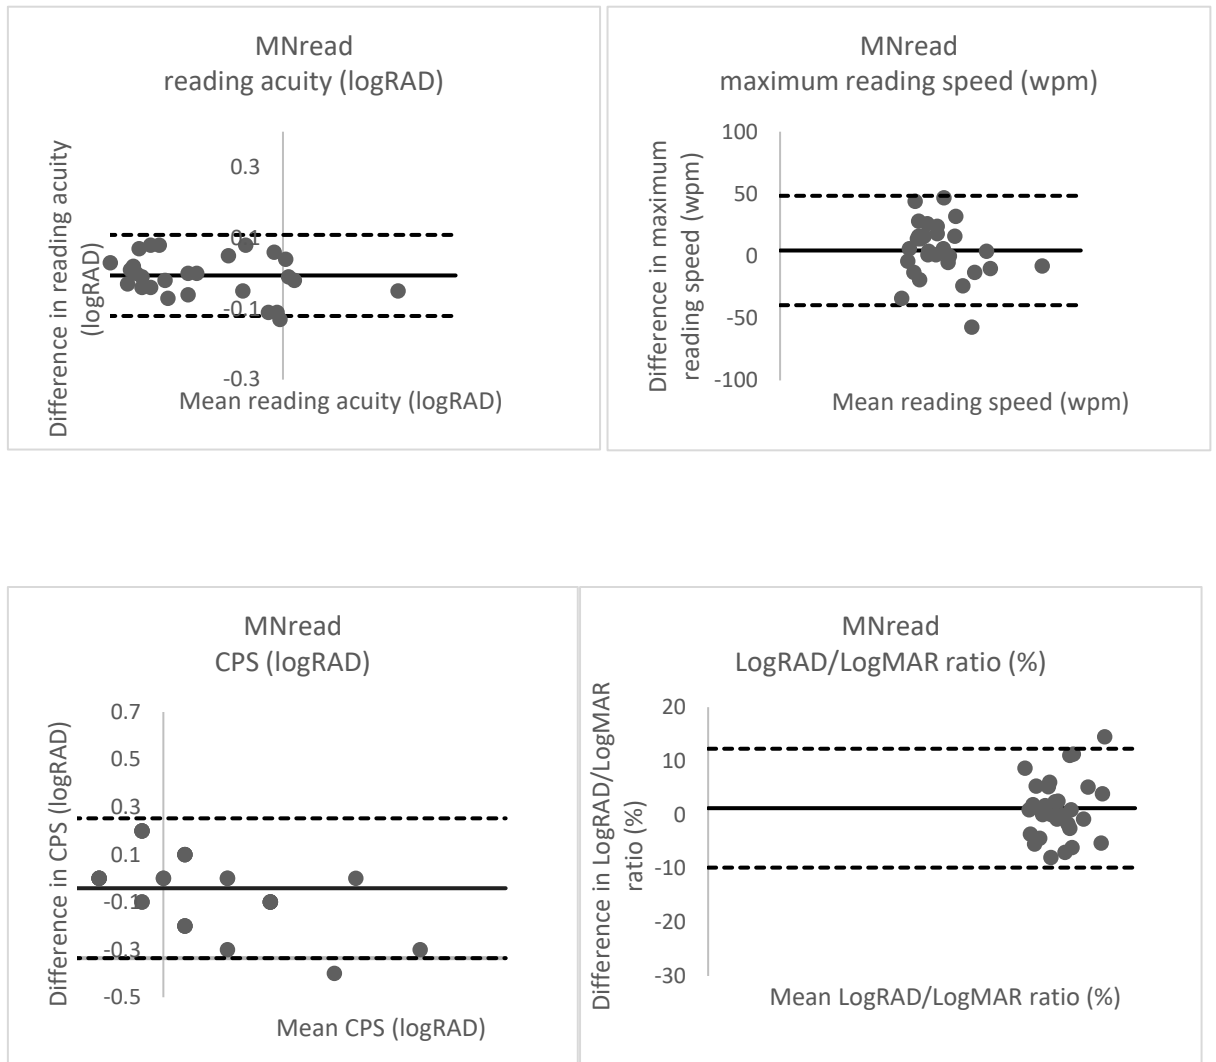 MNread
reading acuity (logRAD)
Difference in reading acuity
(logRAD)
0.3
0.1
-0.1
-0.3
Mean reading acuity (logRAD)
MNread
maximum reading speed (wpm)
Difference in maximum
reading speed (wpm)
100
50
0
-50
-100
Mean reading speed (wpm)
MNread
CPS (logRAD)
Difference in CPS (logRAD)
0.7
0.5
0.3
0.1
-0.1
-0.3
-0.5
Mean CPS (logRAD)
MNread
LogRAD/LogMAR ratio (%)
Difference in LogRAD/LogMAR
ratio (%)
20
10
0
-10
-20
-30
Mean LogRAD/LogMAR ratio (%)